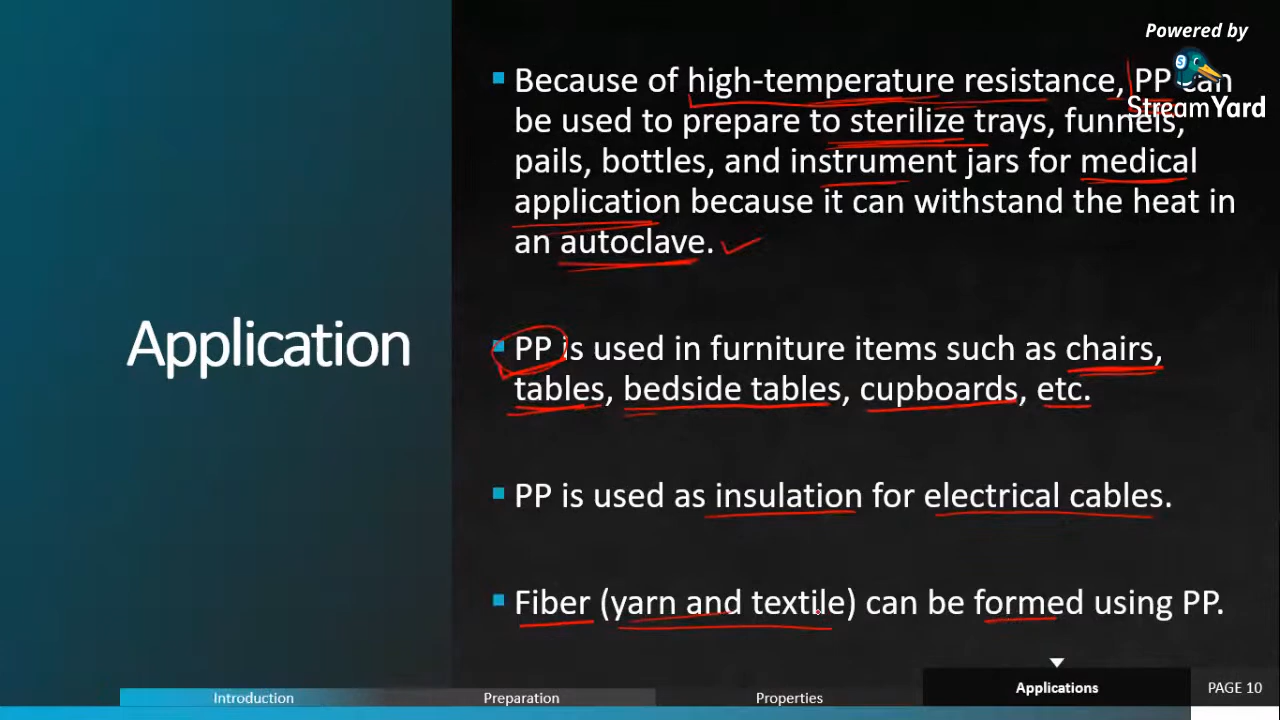 Powered by
StreamYard
Application
Because of high-temperature resistance, PP can
be used to prepare to sterilize trays, funnels,
pails, bottles, and instrument jars for medical
application because it can withstand the heat in
an autoclave.
PP is used in furniture items such as chairs,
tables, bedside tables, cupboards, etc.
PP is used as insulation for electrical cables.
Fiber (yarn and textile) can be formed using PP.
Introduction
Preparation
Properties
Applications
PAGE 10